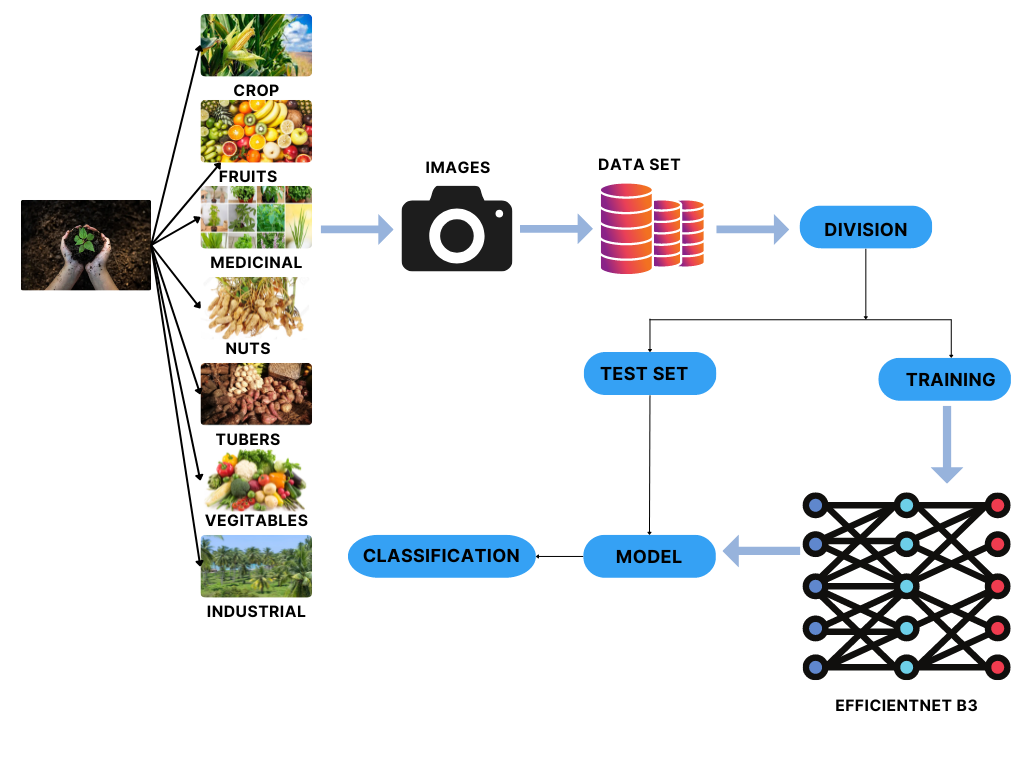 CROP
FRUITS
MEDICINAL
NUTS
TUBERS
VEGITABLES
INDUSTRIAL
IMAGES
DATA SET
DIVISION
TEST SET
TRAINING
CLASSIFICATION
MODEL
EFFICIENTNET B3